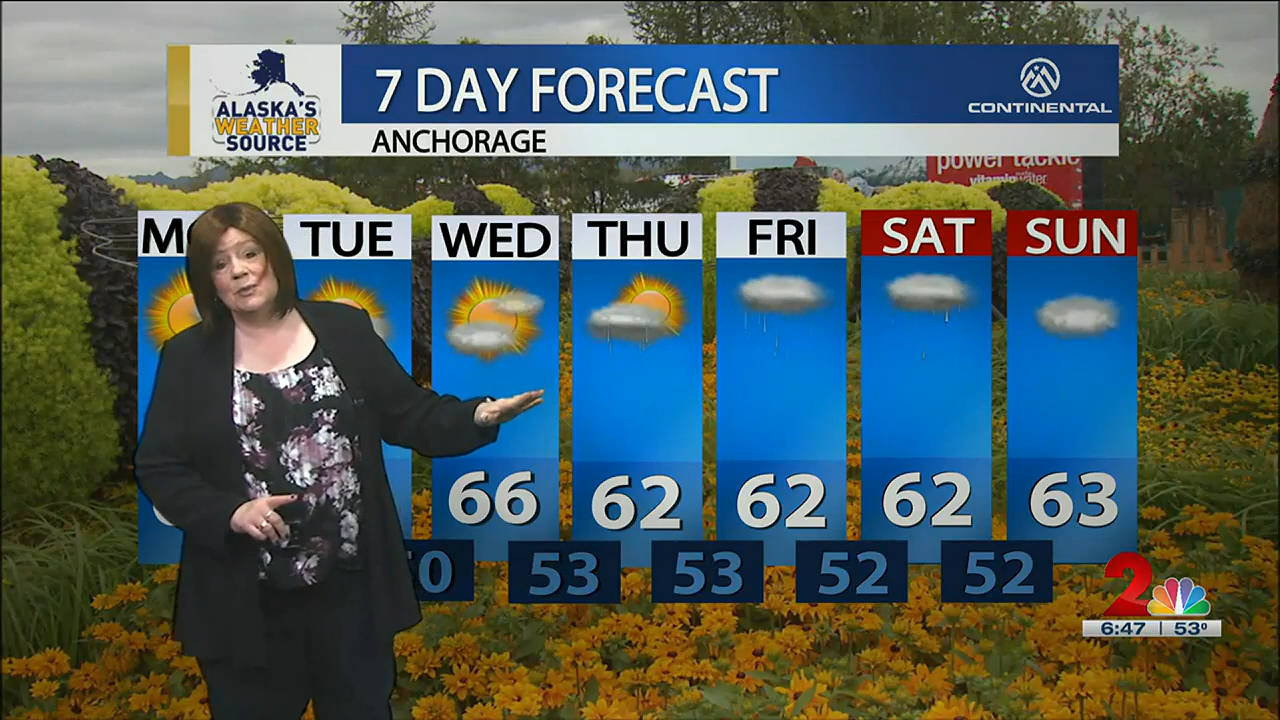 ALASKA'S
WEATHER
SOURCE
7 DAY FORECAST
CONTINENTAL
ANCHORAGE
power tackle
vitaminwater
TUE WED THU FRI SAT SUN
66 62 62 62 63
53 53 52 52
2
6:47 | 53°